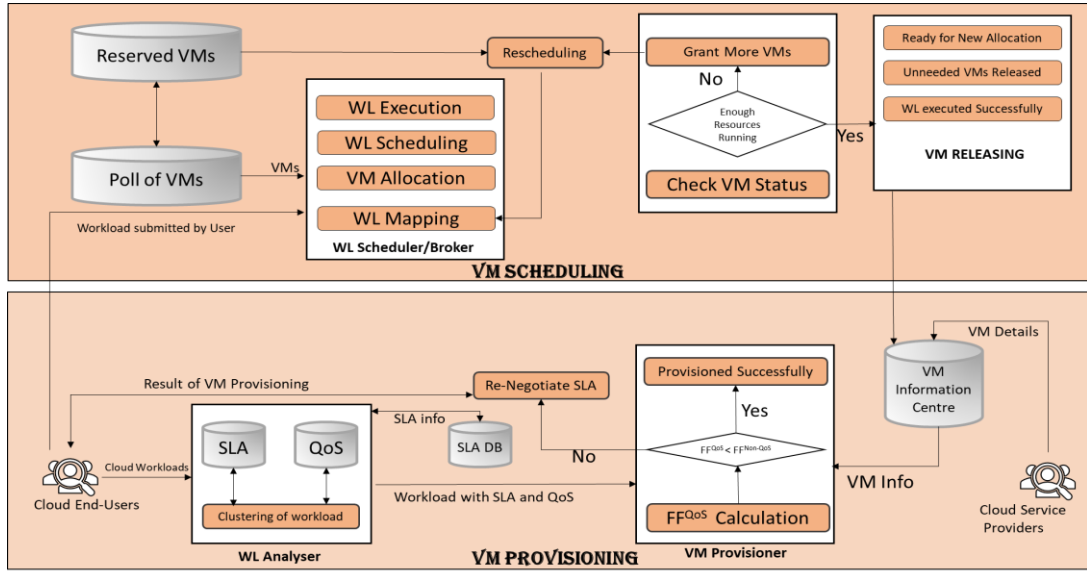 Reserved VMs
Rescheduling
Grant More VMs
Ready for New Allocation
No
Unneeded VMs Released
WL Execution
WL executed Successfully
Enough
Resources
Running
WL Scheduling
Yes
VM RELEASING
VMs
Poll of VMs
VM Allocation
Check VM Status
WL Mapping
Workload submitted by User
WL Scheduler/Broker
VM SCHEDULING
VM Details
Provisioned Successfully
VM
Information
Centre
Result of VM Provisioning
Re-Negotiate SLA
Yes
SLA info
SLA
QoS
SLA DB
FF^QoS < FF^Non-QoS
No
Cloud Workloads
VM Info
Cloud End-Users
Workload with SLA and QoS
Clustering of workload
FF^QoS Calculation
Cloud Service
Providers
WL Analyser
VM PROVISIONING
VM Provisioner